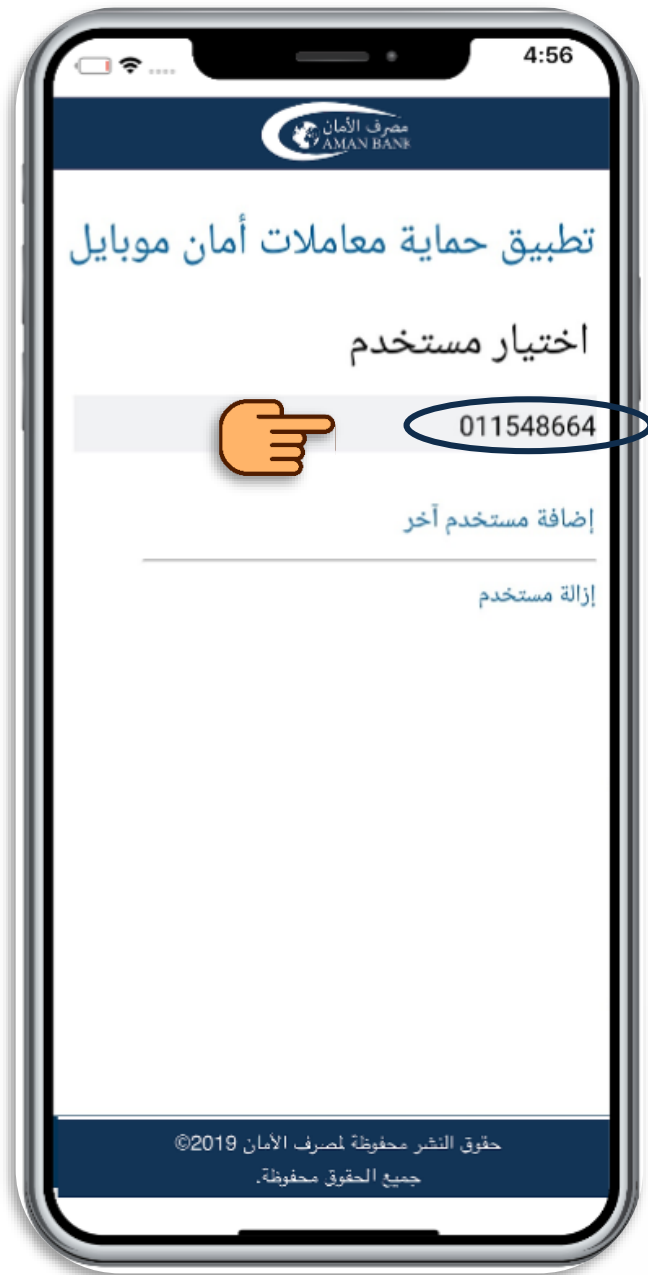 4:56
مصرف الأمان
AMAN BANK
تطبيق حماية معاملات أمان موبايل
اختيار مستخدم
011548664
إضافة مستخدم آخر
إزالة مستخدم
حقوق النشر محفوظة لمصرف الأمان 2019©
جميع الحقوق محفوظة.